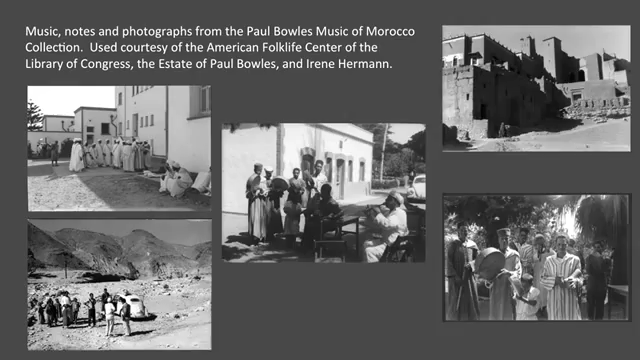 Music, notes and photographs from the Paul Bowles Music of Morocco
Collection.  Used courtesy of the American Folklife Center of the
Library of Congress, the Estate of Paul Bowles, and Irene Hermann.